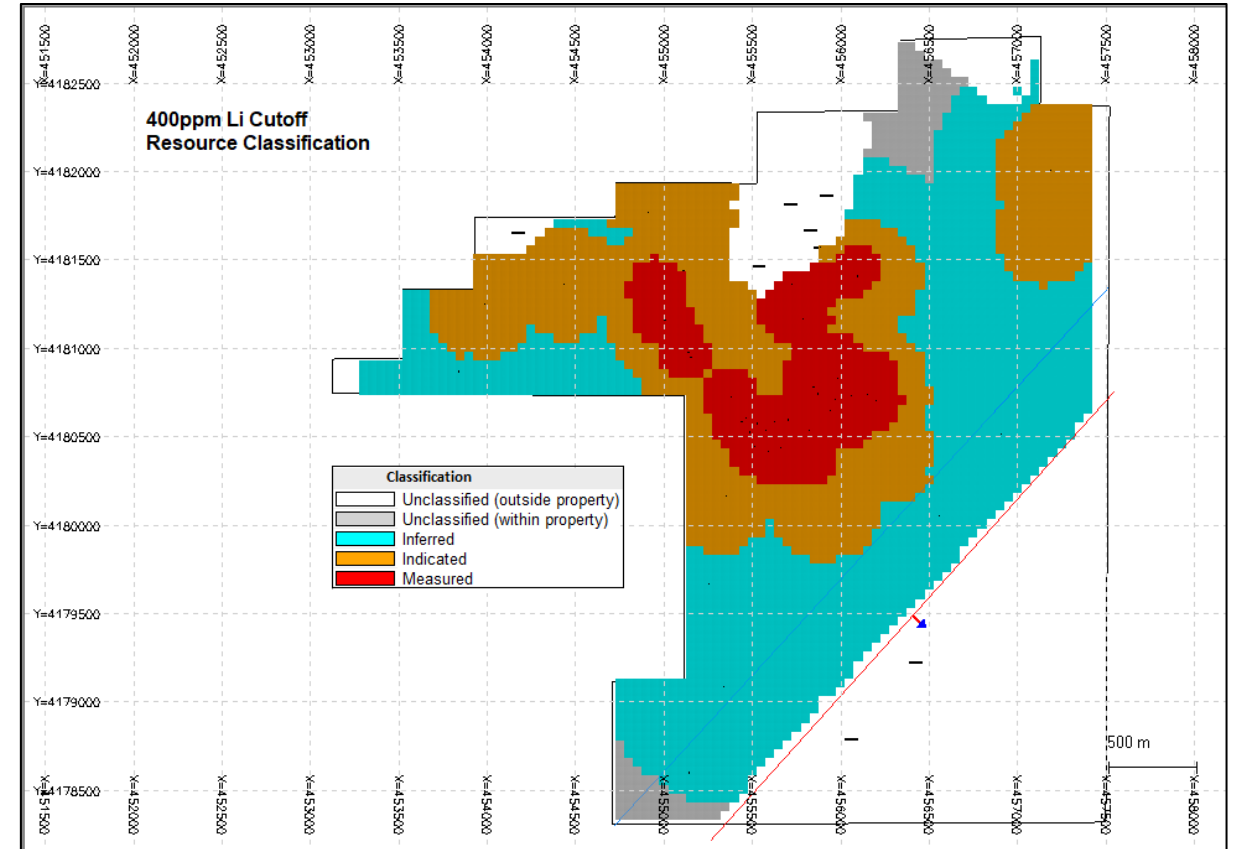 X=451500 X=452000 X=452500 X=453000 X=453500 X=454000 X=454500 X=455000 X=455500 X=456000 X=456500 X=457000 X=457500 X=458000
Y=4182500
400ppm Li Cutoff
Resource Classification
Y=4182000
Y=4181500
Y=4181000
Y=4180500
Classification
Unclassified (outside property)
Unclassified (within property)
Y=4180000
Inferred
Indicated
Measured
Y=4179500
Y=4179000
500 m
Y=4178500
X=451500 X=452000 X=452500 X=453000 X=453500 X=454000 X=454500 X=455000 X=455500 X=456000 X=456500 X=457000 X=457500 X=458000